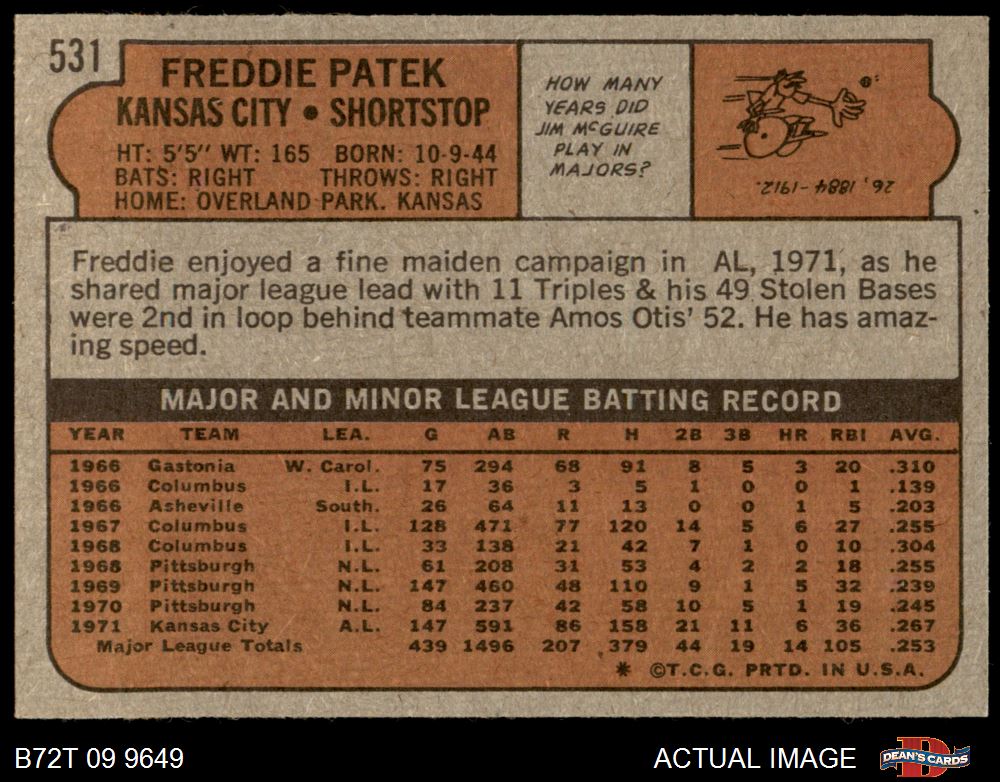 531
FREDDIE PATEK
KANSAS CITY • SHORTSTOP
HT: 5'5" WT: 165 BORN: 10-9-44
BATS: RIGHT THROWS: RIGHT
HOME: OVERLAND PARK. KANSAS
HOW MANY
YEARS DID
JIM McGUIRE
PLAY IN
MAJORS?
26, 1884-1912.
Freddie enjoyed a fine maiden campaign in AL, 1971, as he
shared major league lead with 11 Triples & his 49 Stolen Bases
were 2nd in loop behind teammate Amos Otis' 52. He has amaz-
ing speed.
MAJOR AND MINOR LEAGUE BATTING RECORD
YEAR TEAM LEA. G AB R H 2B 3B HR RBI AVG.
1966 Gastonia W. Carol. 75 294 68 91 8 5 3 20 .310
1966 Columbus I.L. 17 36 3 5 1 0 0 1 .139
1966 Asheville South. 26 64 11 13 0 0 1 5 .203
1967 Columbus I.L. 128 471 77 120 14 5 6 27 .255
1968 Columbus I.L. 33 138 21 42 7 1 0 10 .304
1968 Pittsburgh N.L. 61 208 31 53 4 2 2 18 .255
1969 Pittsburgh N.L. 147 460 48 110 9 1 5 32 .239
1970 Pittsburgh N.L. 84 237 42 58 10 5 1 19 .245
1971 Kansas City A.L. 147 591 86 158 21 11 6 36 .267
Major League Totals 439 1496 207 379 44 19 14 105 .253
* ©T.C.G. PRTD. IN U.S.A.
B72T 09 9649
ACTUAL IMAGE
DEAN'S CARDS